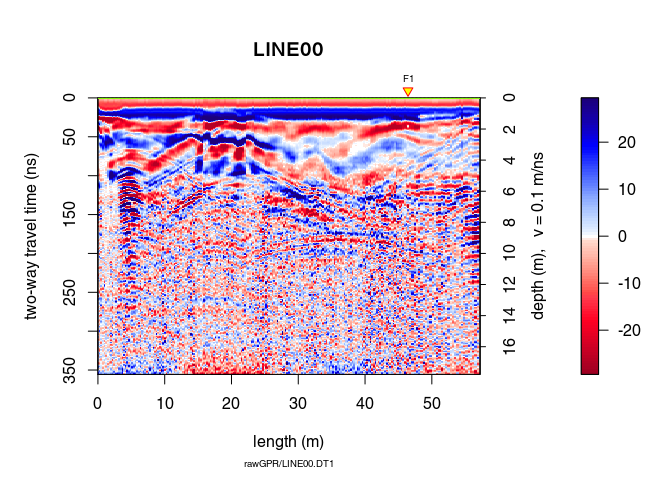 LINE00
F1
two-way travel time (ns)
0
50
150
250
350
0
2
4
6
8
10
12
14
16
depth (m),   v = 0.1 m/ns
20
10
0
-10
-20
0 10 20 30 40 50
length (m)
rawGPR/LINE00.DT1